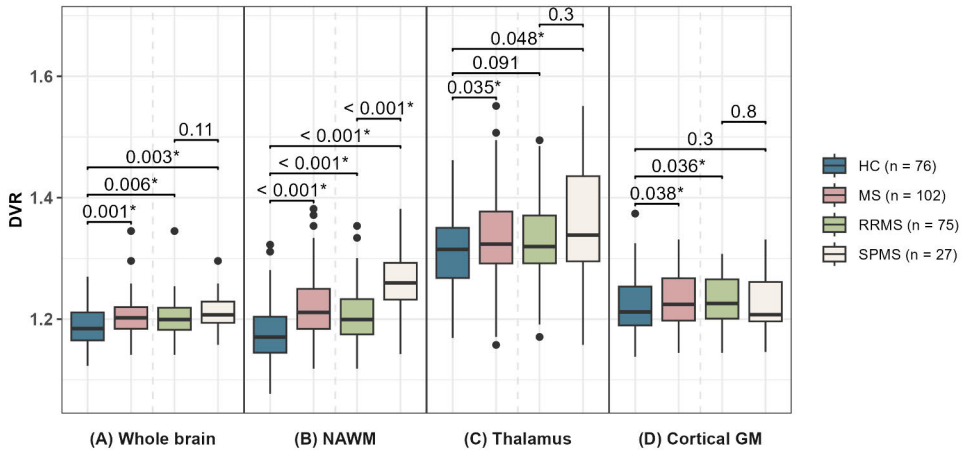 0.3
0.048*
0.091
0.035*
1.6
< 0.001*
0.8
0.11
< 0.001*
0.3
0.003*
< 0.001*
0.036*
0.006*
< 0.001*
0.038*
0.001*
1.4
1.2
DVR
HC (n = 76)
MS (n = 102)
RRMS (n = 75)
SPMS (n = 27)
(A) Whole brain
(B) NAWM
(C) Thalamus
(D) Cortical GM